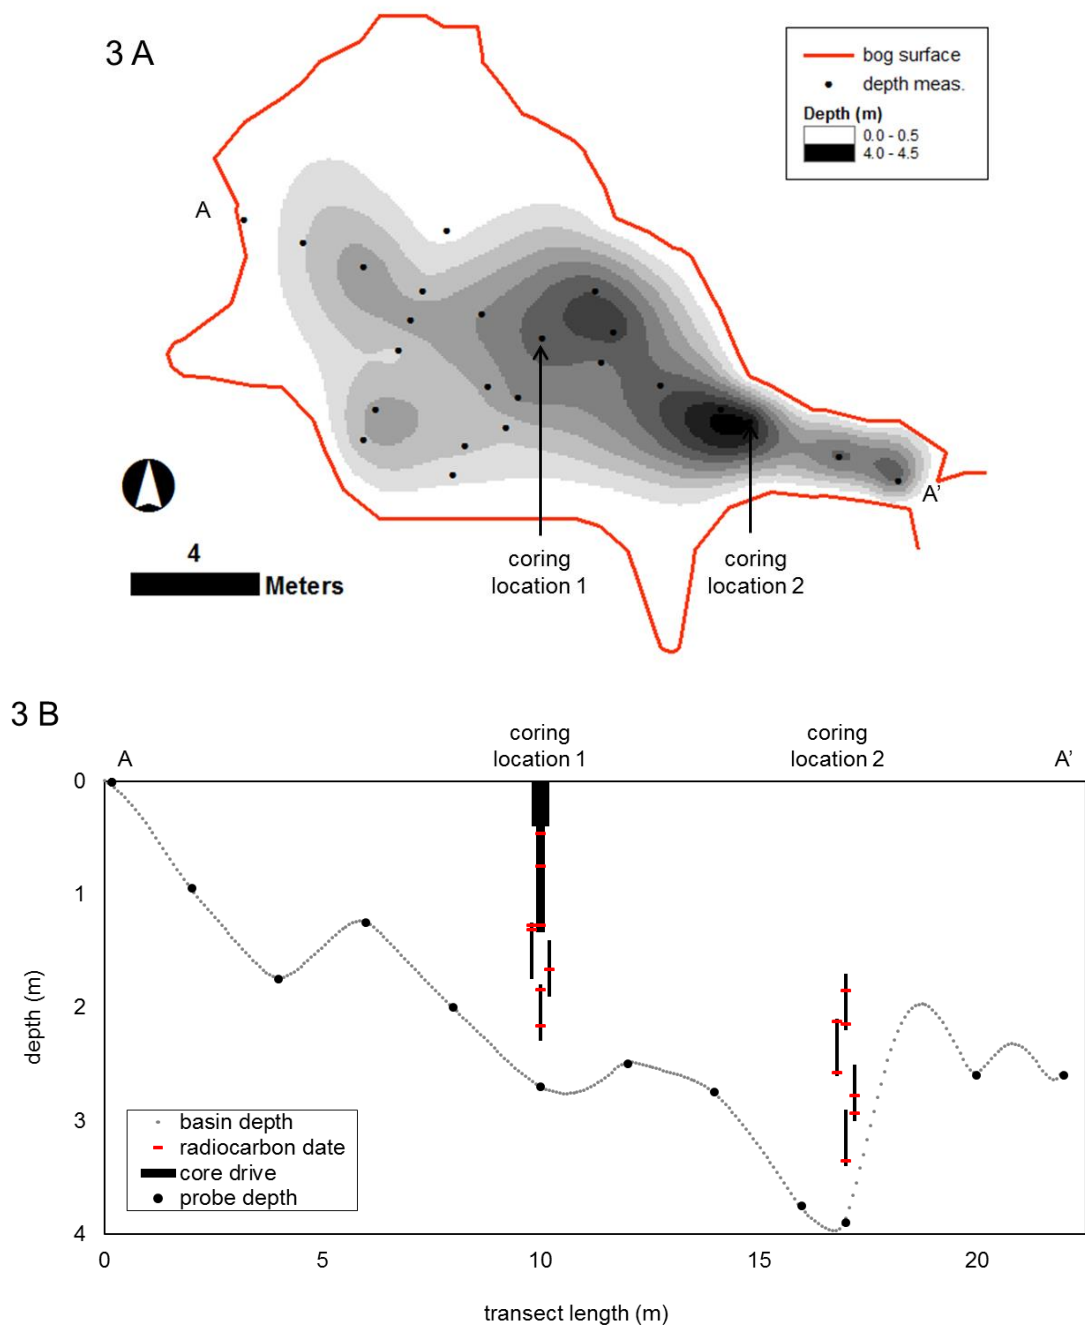 3 A
bog surface
depth meas.
Depth (m)
0.0 - 0.5
4.0 - 4.5
A
A’
4
Meters
coring
location 1
coring
location 2
3 B
coring
location 1
coring
location 2
A
A’
0
1
2
3
4
depth (m)
basin depth
radiocarbon date
core drive
probe depth
0
5
10
15
20
transect length (m)